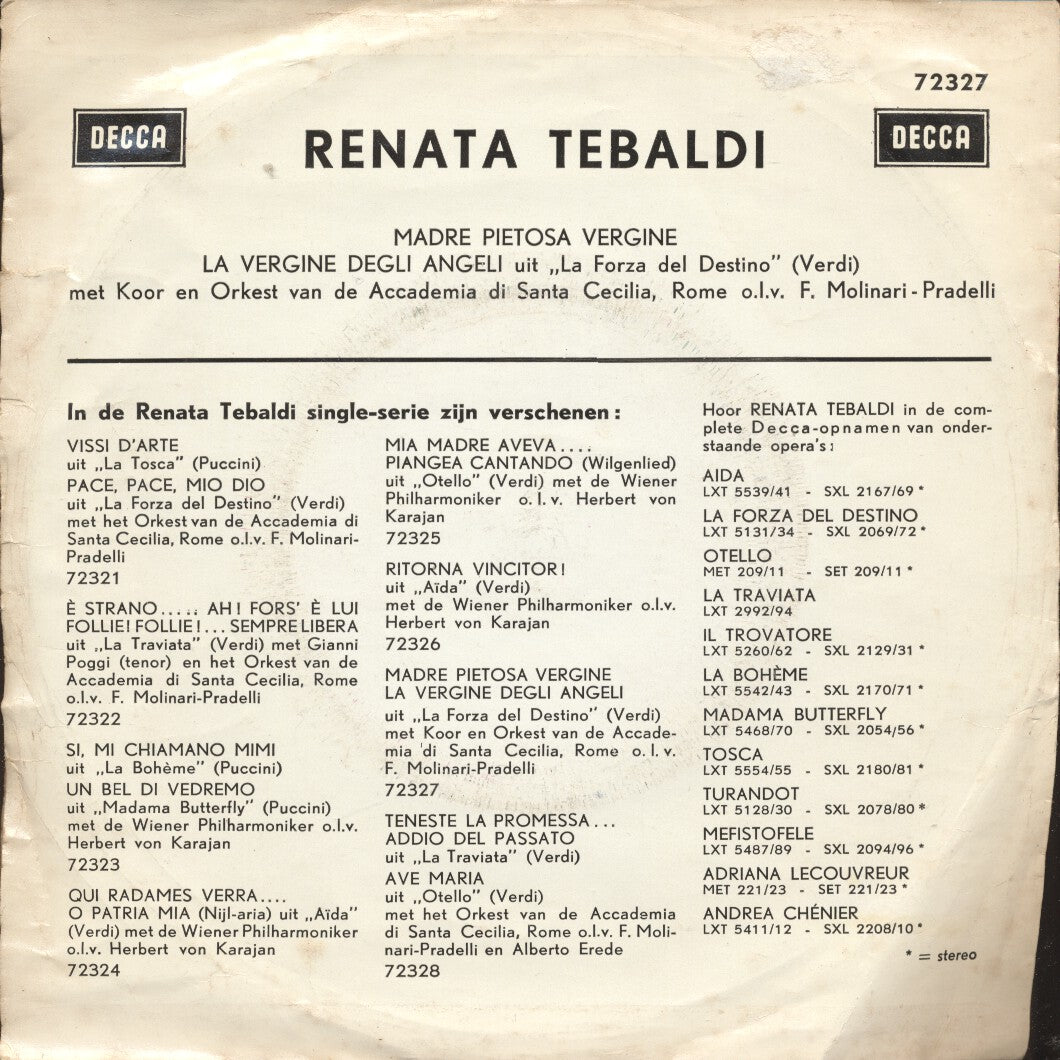 72327
DECCA
RENATA TEBALDI
DECCA
MADRE PIETOSA VERGINE
LA VERGINE DEGLI ANGELI uit „La Forza del Destino” (Verdi)
met Koor en Orkest van de Accademia di Santa Cecilia, Rome o.l.v. F. Molinari-Pradelli
In de Renata Tebaldi single-serie zijn verschenen:
VISSI D'ARTE
uit „La Tosca” (Puccini)
PACE, PACE, MIO DIO
uit „La Forza del Destino” (Verdi)
met het Orkest van de Accademia di
Santa Cecilia, Rome o.l.v. F. Molinari-
Pradelli
72321
È STRANO..... AH! FORS' È LUI
FOLLIE! FOLLIE!... SEMPRE LIBERA
uit „La Traviata” (Verdi) met Gianni
Poggi (tenor) en het Orkest van de
Accademia di Santa Cecilia, Rome
o.l.v. F. Molinari-Pradelli
72322
SI, MI CHIAMANO MIMI
uit „La Bohème” (Puccini)
UN BEL DI VEDREMO
uit „Madama Butterfly” (Puccini)
met de Wiener Philharmoniker o.l.v.
Herbert von Karajan
72323
QUI RADAMES VERRA....
O PATRIA MIA (Nijl-aria) uit „Aïda”
(Verdi) met de Wiener Philharmoniker
o.l.v. Herbert von Karajan
72324
MIA MADRE AVEVA....
PIANGEA CANTANDO (Wilgenlied)
uit „Otello” (Verdi) met de Wiener
Philharmoniker o.l.v. Herbert von
Karajan
72325
RITORNA VINCITOR!
uit „Aïda” (Verdi)
met de Wiener Philharmoniker o.l.v.
Herbert von Karajan
72326
MADRE PIETOSA VERGINE
LA VERGINE DEGLI ANGELI
uit „La Forza del Destino” (Verdi)
met Koor en Orkest van de Accade-
mia di Santa Cecilia, Rome o.l.v.
F. Molinari-Pradelli
72327
TENESTE LA PROMESSA...
ADDIO DEL PASSATO
uit „La Traviata” (Verdi)
AVE MARIA
uit „Otello” (Verdi)
met het Orkest van de Accademia
di Santa Cecilia, Rome o.l.v. F. Moli-
nari-Pradelli en Alberto Erede
72328
Hoor RENATA TEBALDI in de com-
plete Decca-opnamen van onder-
staande opera's:
AIDA
LXT 5539/41 - SXL 2167/69 *
LA FORZA DEL DESTINO
LXT 5131/34 - SXL 2069/72 *
OTELLO
MET 209/11 - SET 209/11 *
LA TRAVIATA
LXT 2992/94
IL TROVATORE
LXT 5260/62 - SXL 2129/31 *
LA BOHÈME
LXT 5542/43 - SXL 2170/71 *
MADAMA BUTTERFLY
LXT 5468/70 - SXL 2054/56 *
TOSCA
LXT 5554/55 - SXL 2180/81 *
TURANDOT
LXT 5128/30 - SXL 2078/80 *
MEFISTOFELE
LXT 5487/89 - SXL 2094/96 *
ADRIANA LECOUVREUR
MET 221/23 - SET 221/23 *
ANDREA CHÉNIER
LXT 5411/12 - SXL 2208/10 *
* = stereo